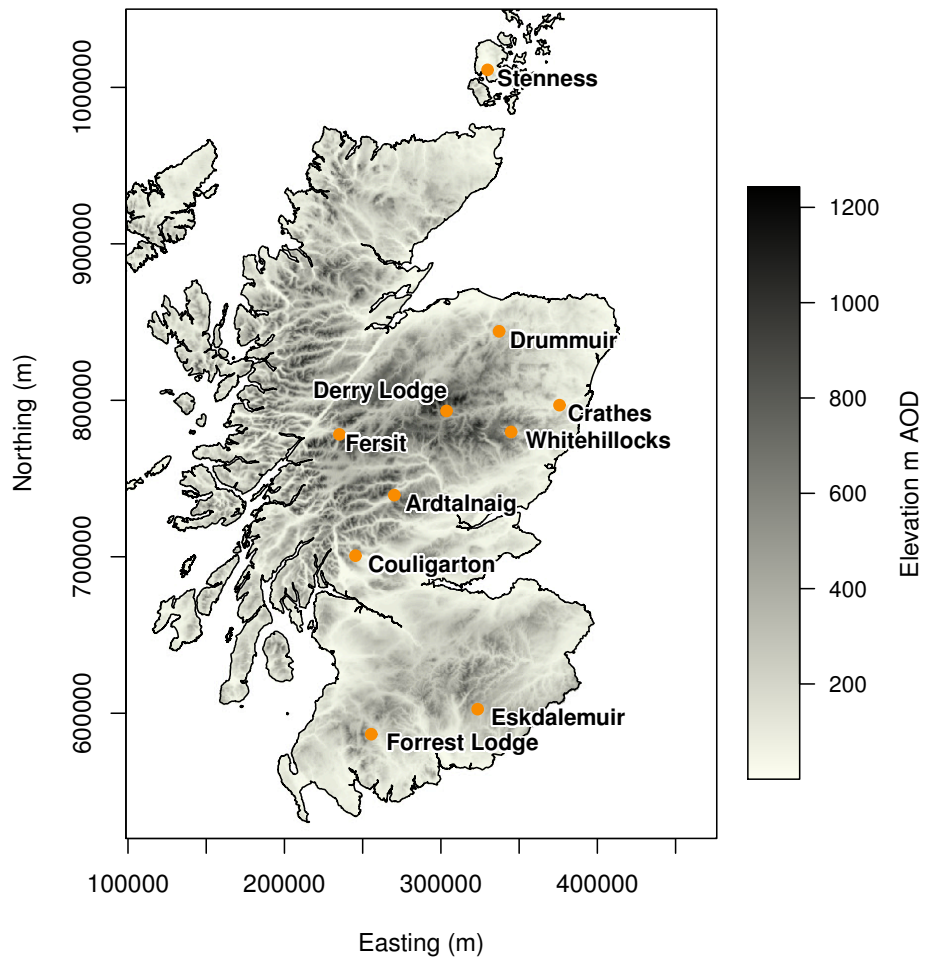 Stenness
Drummuir
Derry Lodge
Crathes
Whitehillocks
Fersit
Ardtalnaig
Couligarton
Eskdalemuir
Forrest Lodge
Northing (m)
1000000
900000
800000
700000
600000
100000
200000
300000
400000
Easting (m)
1200
1000
800
600
400
200
Elevation m AOD